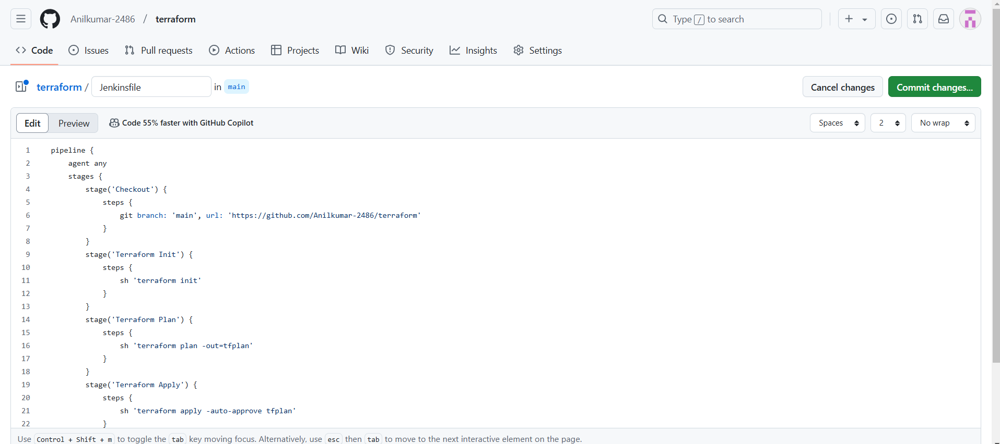 Anilkumar-2486 / terraform
Type / to search
Code Issues Pull requests Actions Projects Wiki Security Insights Settings
terraform / Jenkinsfile in main
Cancel changes Commit changes...
Edit Preview Code 55% faster with GitHub Copilot
Spaces 2 No wrap
1 pipeline {
2     agent any
3     stages {
4         stage('Checkout') {
5             steps {
6                 git branch: 'main', url: 'https://github.com/Anilkumar-2486/terraform'
7             }
8         }
9         stage('Terraform Init') {
10             steps {
11                 sh 'terraform init'
12             }
13         }
14         stage('Terraform Plan') {
15             steps {
16                 sh 'terraform plan -out=tfplan'
17             }
18         }
19         stage('Terraform Apply') {
20             steps {
21                 sh 'terraform apply -auto-approve tfplan'
22             }
Use Control + Shift + m to toggle the tab key moving focus. Alternatively, use esc then tab to move to the next interactive element on the page.